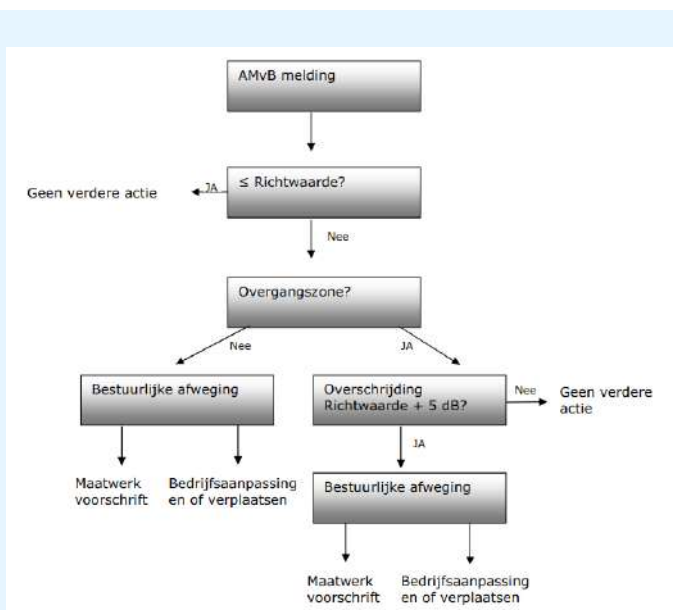 AMvB melding
≤ Richtwaarde?
JA
Geen verdere actie
Nee
Overgangszone?
Nee
JA
Bestuurlijke afweging
Overschrijding
Richtwaarde + 5 dB?
Nee
Geen verdere
actie
JA
Maatwerk
voorschrift
Bedrijfsaanpassing
en of verplaatsen
Bestuurlijke afweging
Maatwerk
voorschrift
Bedrijfsaanpassing
en of verplaatsen